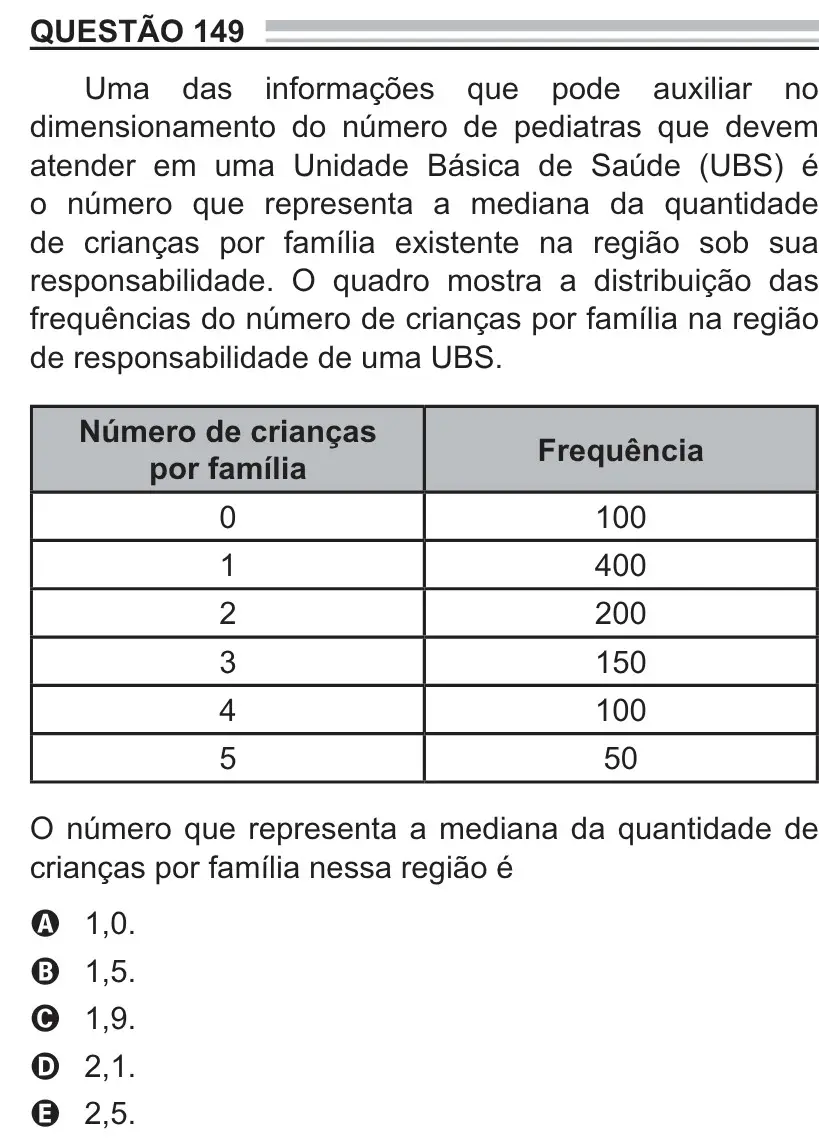 QUESTÃO 149
Uma das informações que pode auxiliar no
dimensionamento do número de pediatras que devem
atender em uma Unidade Básica de Saúde (UBS) é
o número que representa a mediana da quantidade
de crianças por família existente na região sob sua
responsabilidade. O quadro mostra a distribuição das
frequências do número de crianças por família na região
de responsabilidade de uma UBS.
Número de crianças
por família
Frequência
0 100
1 400
2 200
3 150
4 100
5 50
O número que representa a mediana da quantidade de
crianças por família nessa região é
A 1,0.
B 1,5.
C 1,9.
D 2,1.
E 2,5.